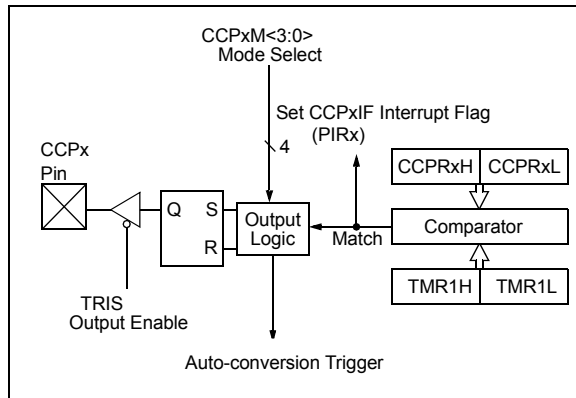 CCPxM<3:0>
Mode Select
Set CCPxIF Interrupt Flag
(PIRx)
4
CCPx
Pin
CCPRxH CCPRxL
Q S
R
Output
Logic
Match
Comparator
TMR1H TMR1L
TRIS
Output Enable
Auto-conversion Trigger